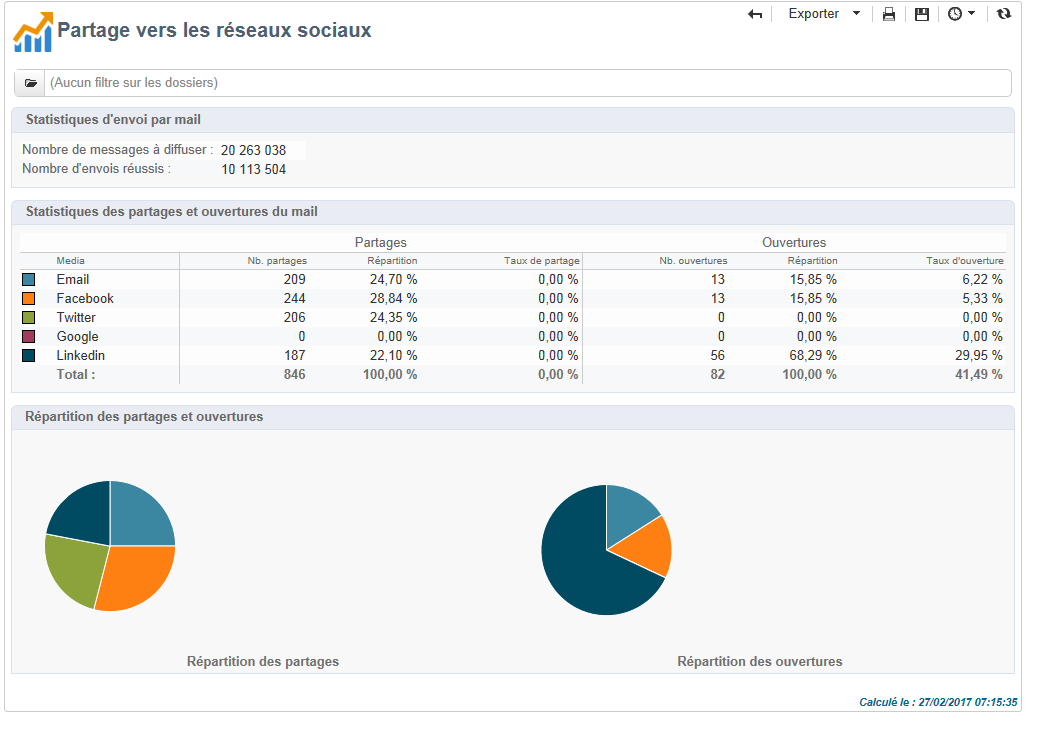 Exporter
Partage vers les réseaux sociaux
(Aucun filtre sur les dossiers)
Statistiques d'envoi par mail
Nombre de messages à diffuser : 20 263 038
Nombre d'envois réussis : 10 113 504
Statistiques des partages et ouvertures du mail
Partages Ouvertures
Media Nb. partages Répartition Taux de partage Nb. ouvertures Répartition Taux d'ouverture
Email 209 24,70 % 0,00 % 13 15,85 % 6,22 %
Facebook 244 28,84 % 0,00 % 13 15,85 % 5,33 %
Twitter 206 24,35 % 0,00 % 0 0,00 % 0,00 %
Google 0 0,00 % 0,00 % 0 0,00 % 0,00 %
Linkedin 187 22,10 % 0,00 % 56 68,29 % 29,95 %
Total : 846 100,00 % 0,00 % 82 100,00 % 41,49 %
Répartition des partages et ouvertures
Répartition des partages Répartition des ouvertures
Calculé le : 27/02/2017 07:15:35